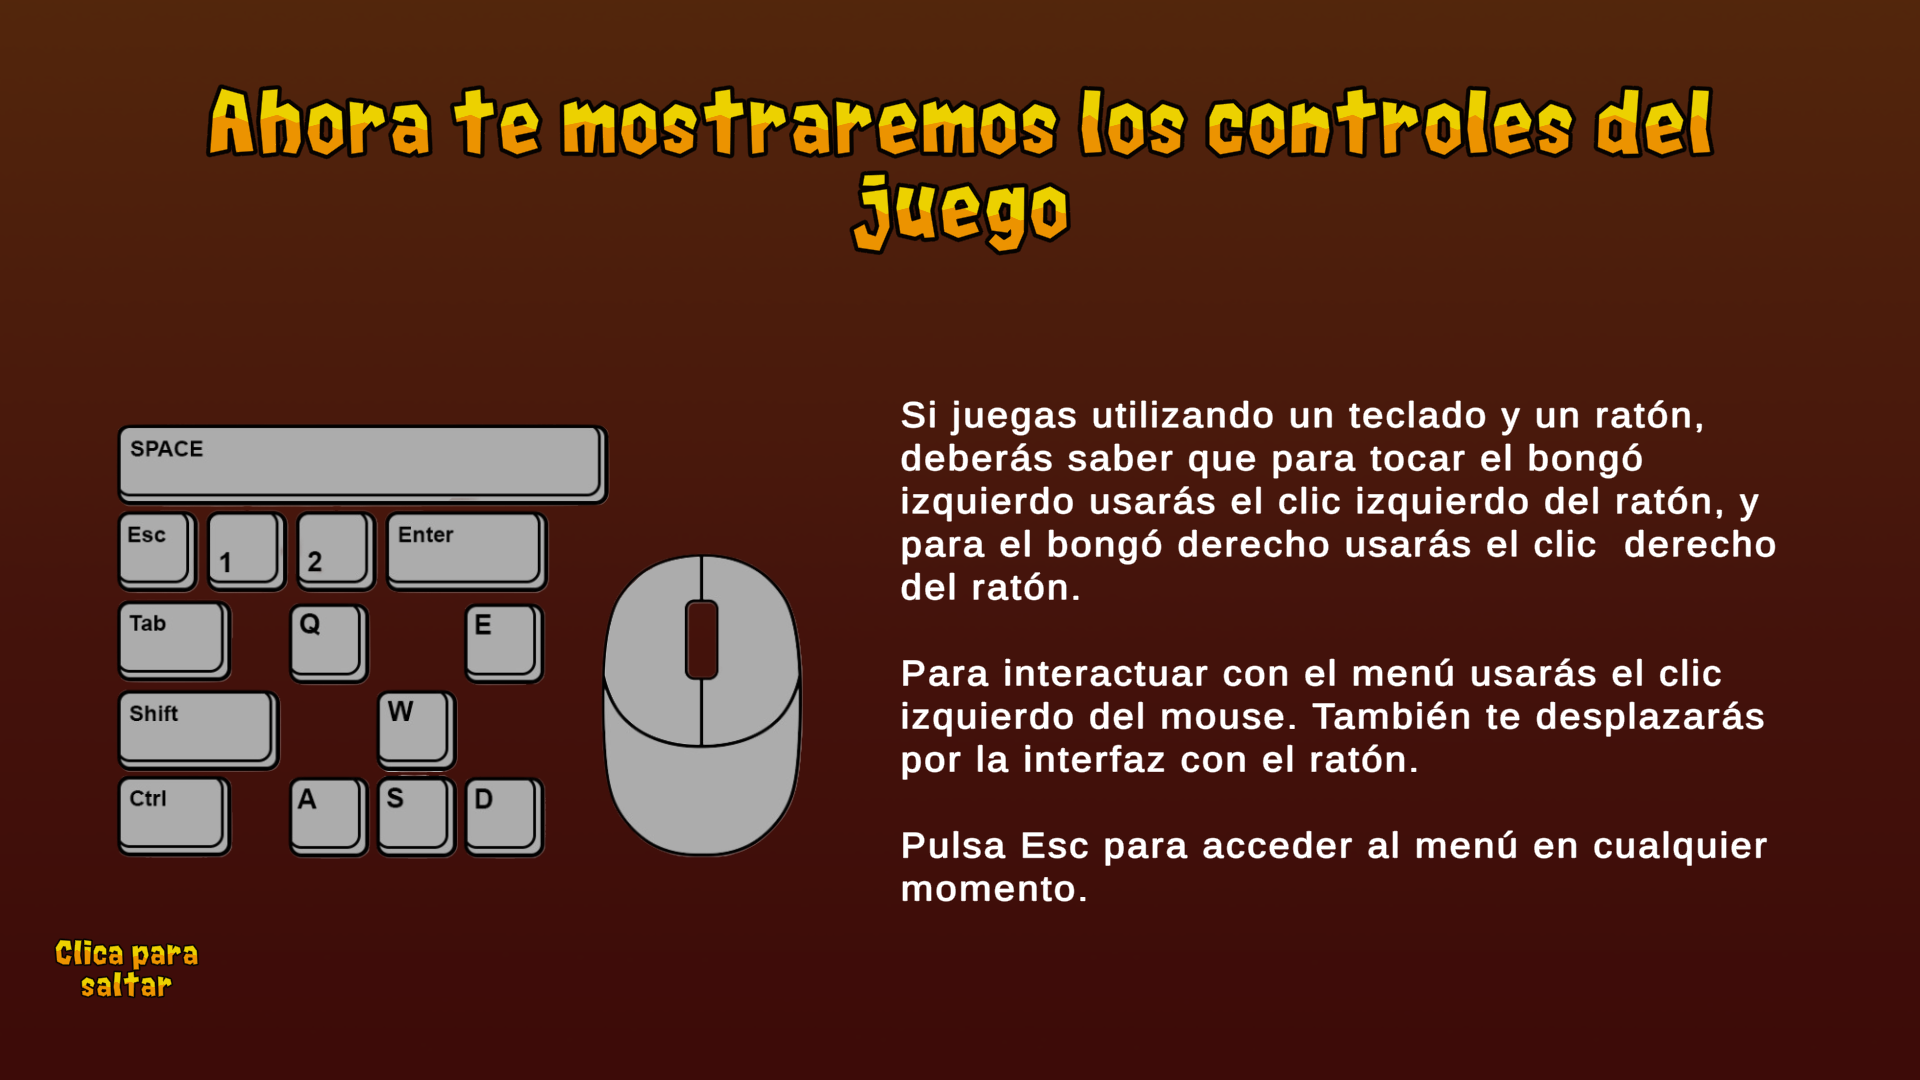 Ahora te mostraremos los controles del
juego
SPACE
Esc
1
2
Enter
Tab
Q
E
Shift
W
Ctrl
A
S
D
Si juegas utilizando un teclado y un ratón,
deberás saber que para tocar el bongó
izquierdo usarás el clic izquierdo del ratón, y
para el bongó derecho usarás el clic  derecho
del ratón.
Para interactuar con el menú usarás el clic
izquierdo del mouse. También te desplazarás
por la interfaz con el ratón.
Pulsa Esc para acceder al menú en cualquier
momento.
Clica para
saltar